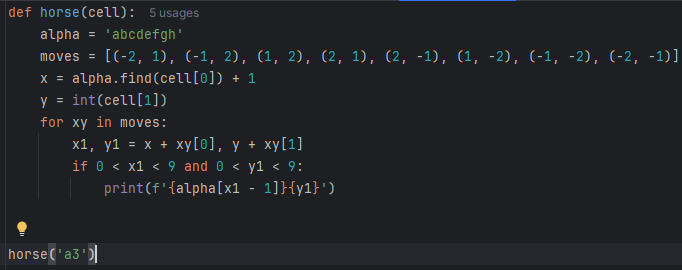 def horse(cell): 5 usages
    alpha = 'abcdefgh'
    moves = [(-2, 1), (-1, 2), (1, 2), (2, 1), (2, -1), (1, -2), (-1, -2), (-2, -1)]
    x = alpha.find(cell[0]) + 1
    y = int(cell[1])
    for xy in moves:
        x1, y1 = x + xy[0], y + xy[1]
        if 0 < x1 < 9 and 0 < y1 < 9:
            print(f'{alpha[x1 - 1]}{y1}')
horse('a3')